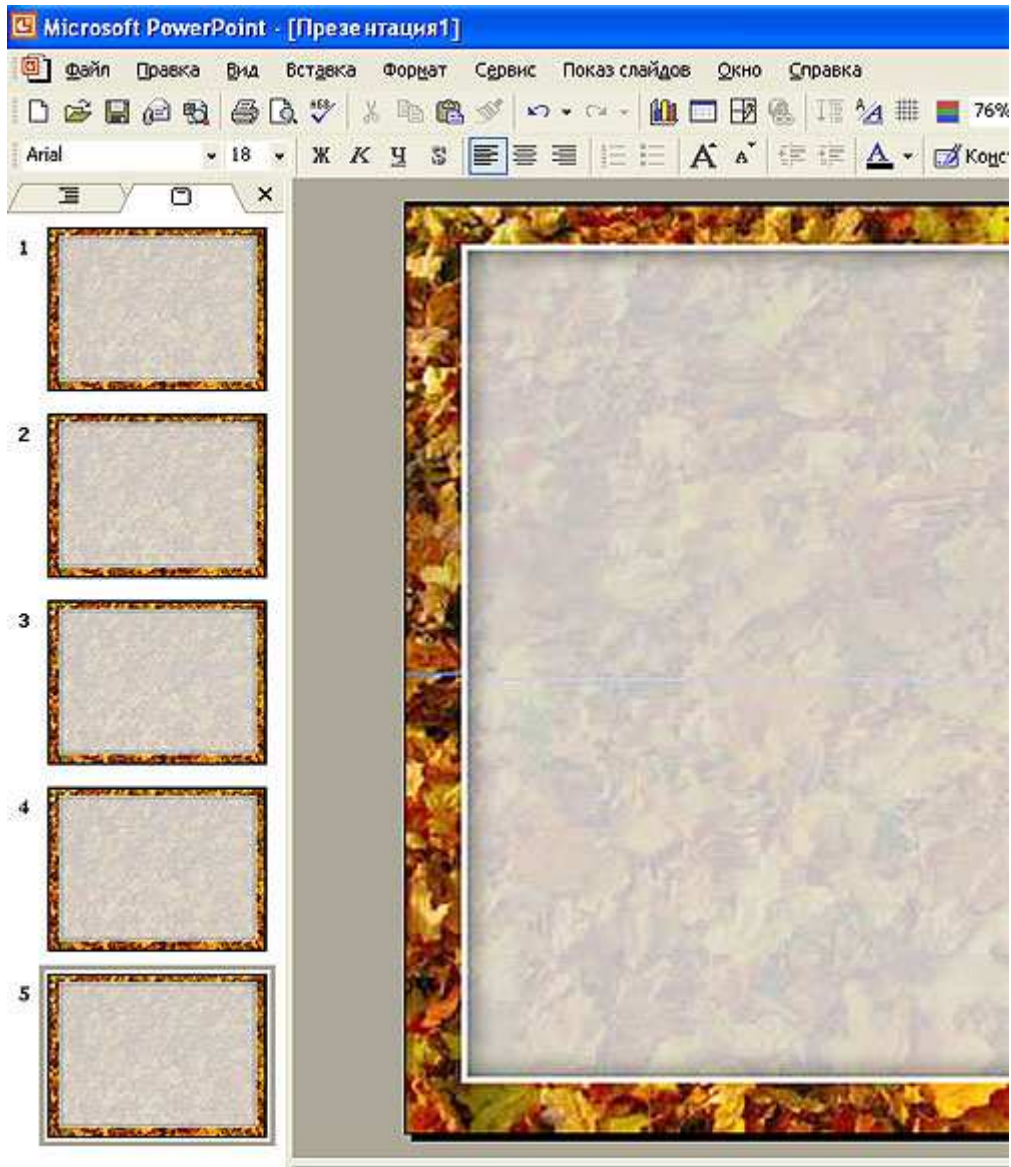 Microsoft PowerPoint - [Презентация1]
Файл Правка Вид Вставка Формат Сервис Показ слайдов Окно Справка
76%
Arial 18 Ж К Ч S А А А Конс
1
2
3
4
5